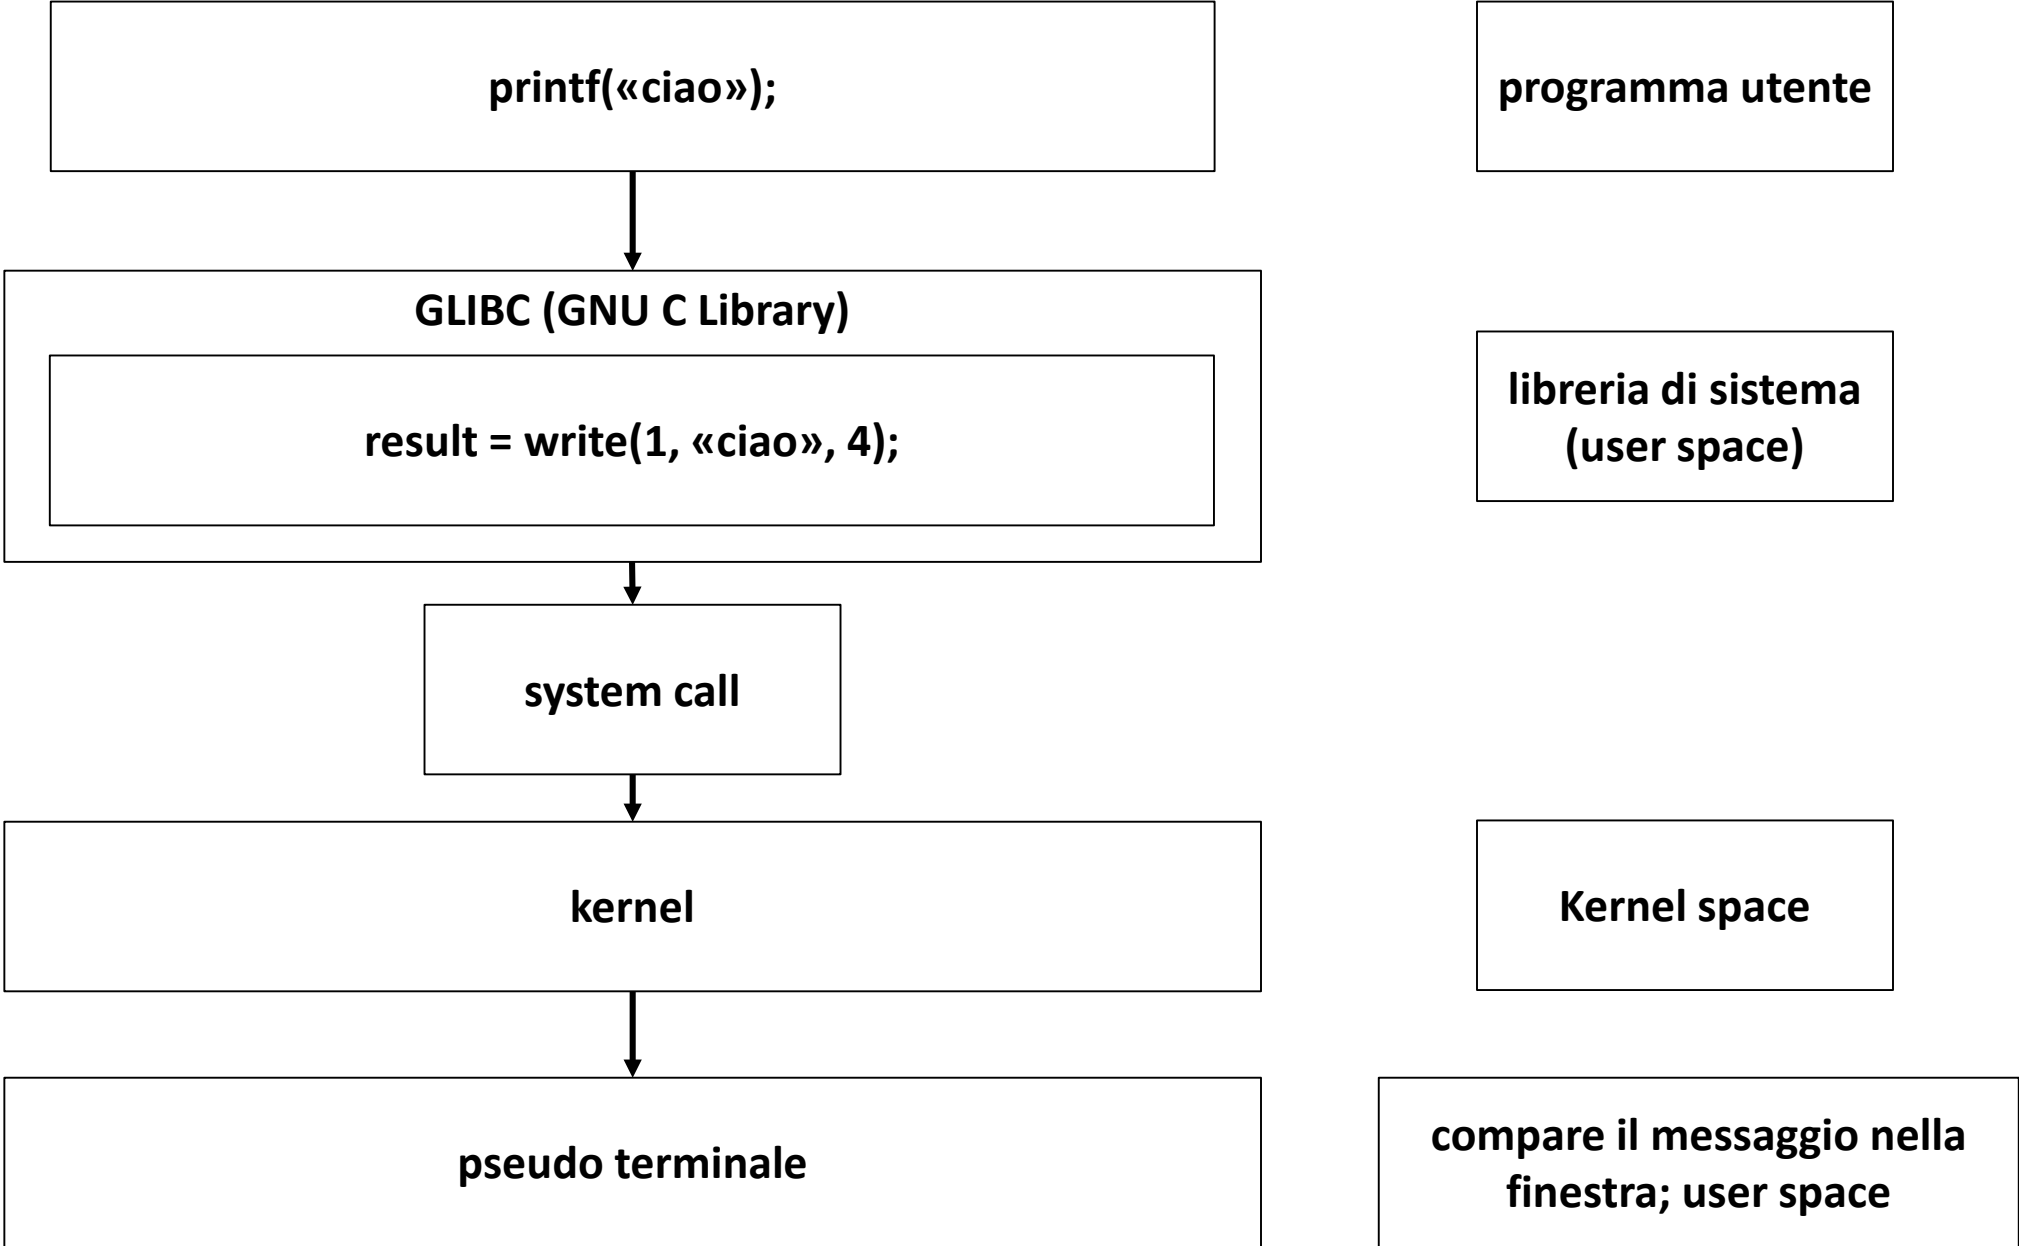 printf(«ciao»);
programma utente
GLIBC (GNU C Library)
result = write(1, «ciao», 4);
libreria di sistema
(user space)
system call
kernel
Kernel space
pseudo terminale
compare il messaggio nella
finestra; user space